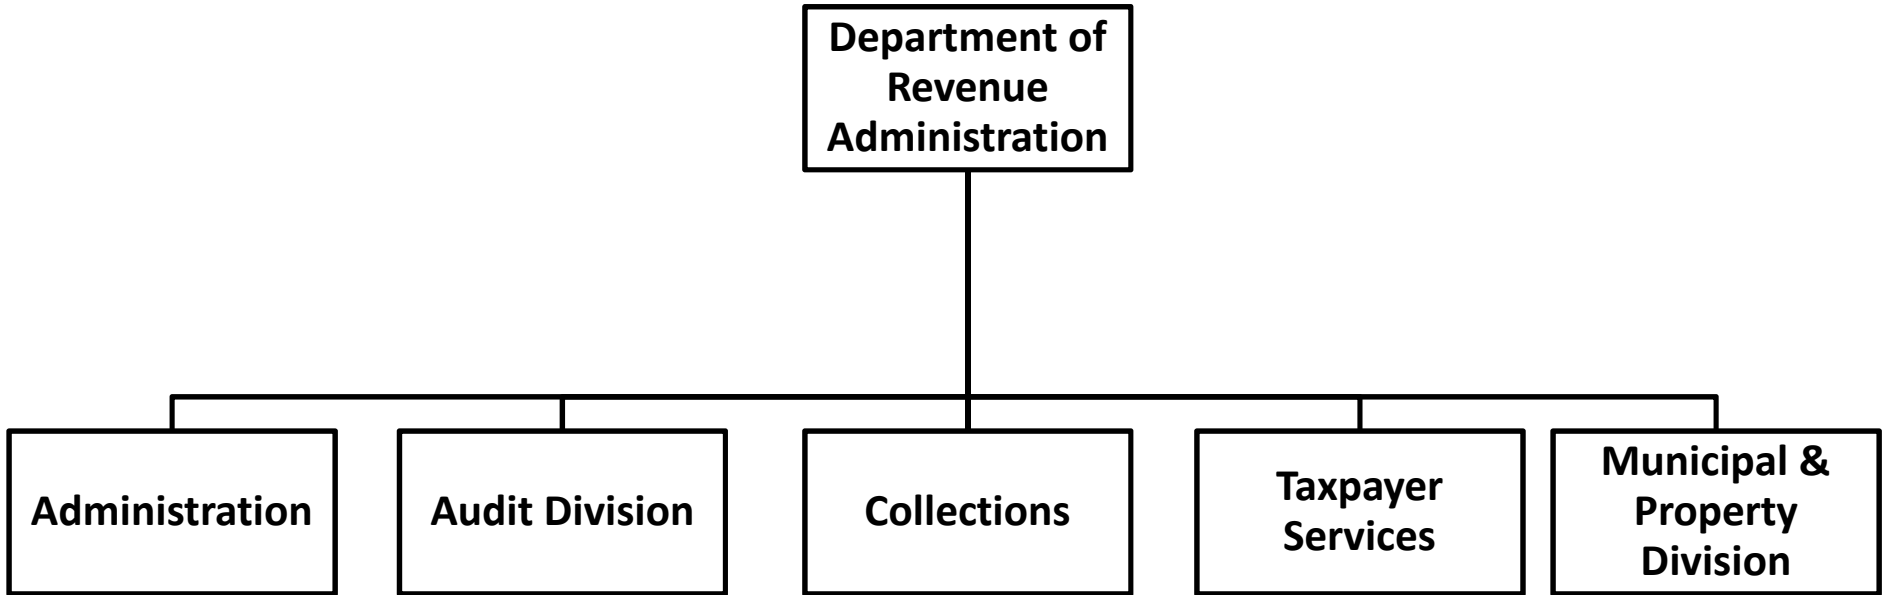 Department of
Revenue
Administration
Administration
Audit Division
Collections
Taxpayer
Services
Municipal &
Property
Division